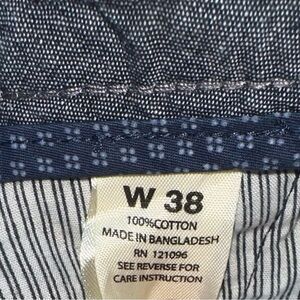 W 38
100%COTTON
MADE IN BANGLADESH
RN 121096
SEE REVERSE FOR
CARE INSTRUCTION